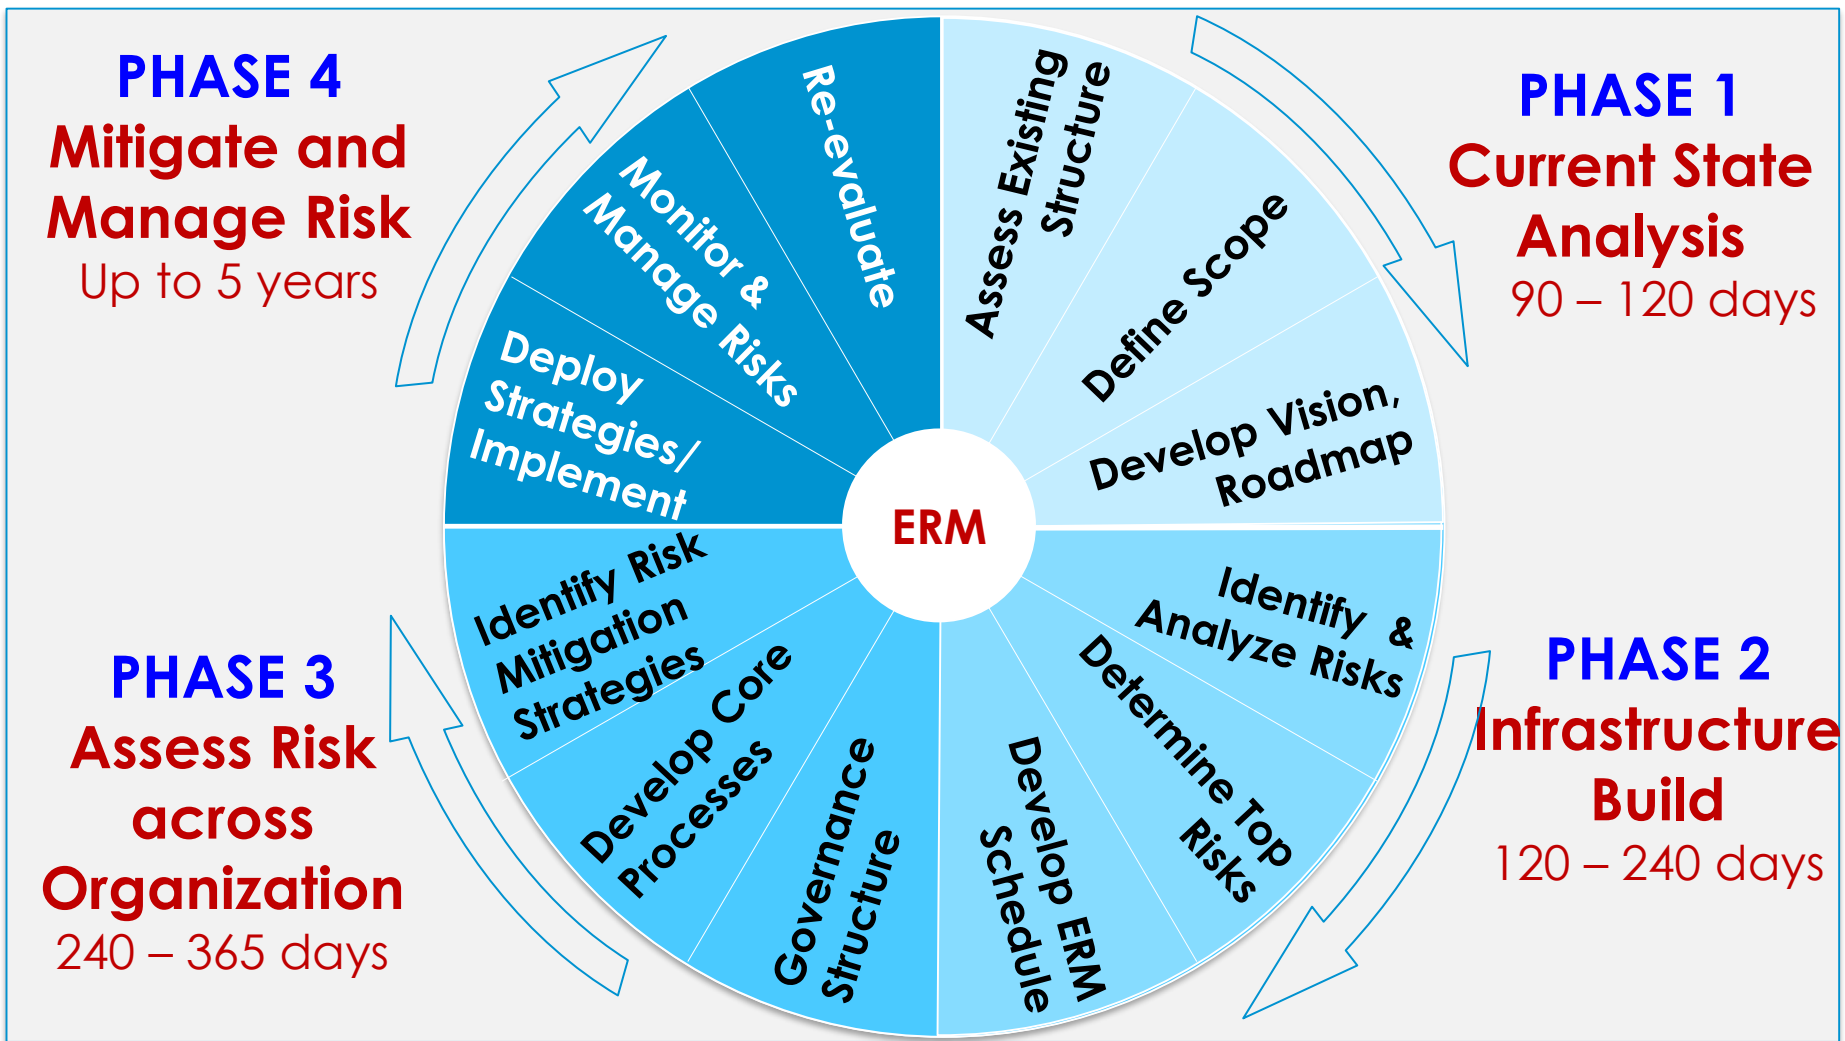 PHASE 1
Current State
Analysis
90 – 120 days
Assess Existing
Structure
Define Scope
Develop Vision,
Roadmap
PHASE 2
Infrastructure
Build
120 – 240 days
Identify &
Analyze Risks
Determine Top
Risks
Develop ERM
Schedule
PHASE 3
Assess Risk
across
Organization
240 – 365 days
Governance
Structure
Develop Core
Processes
Identify Risk
Mitigation
Strategies
PHASE 4
Mitigate and
Manage Risk
Up to 5 years
Deploy
Strategies/
Implement
Monitor &
Manage Risks
Re-evaluate
ERM